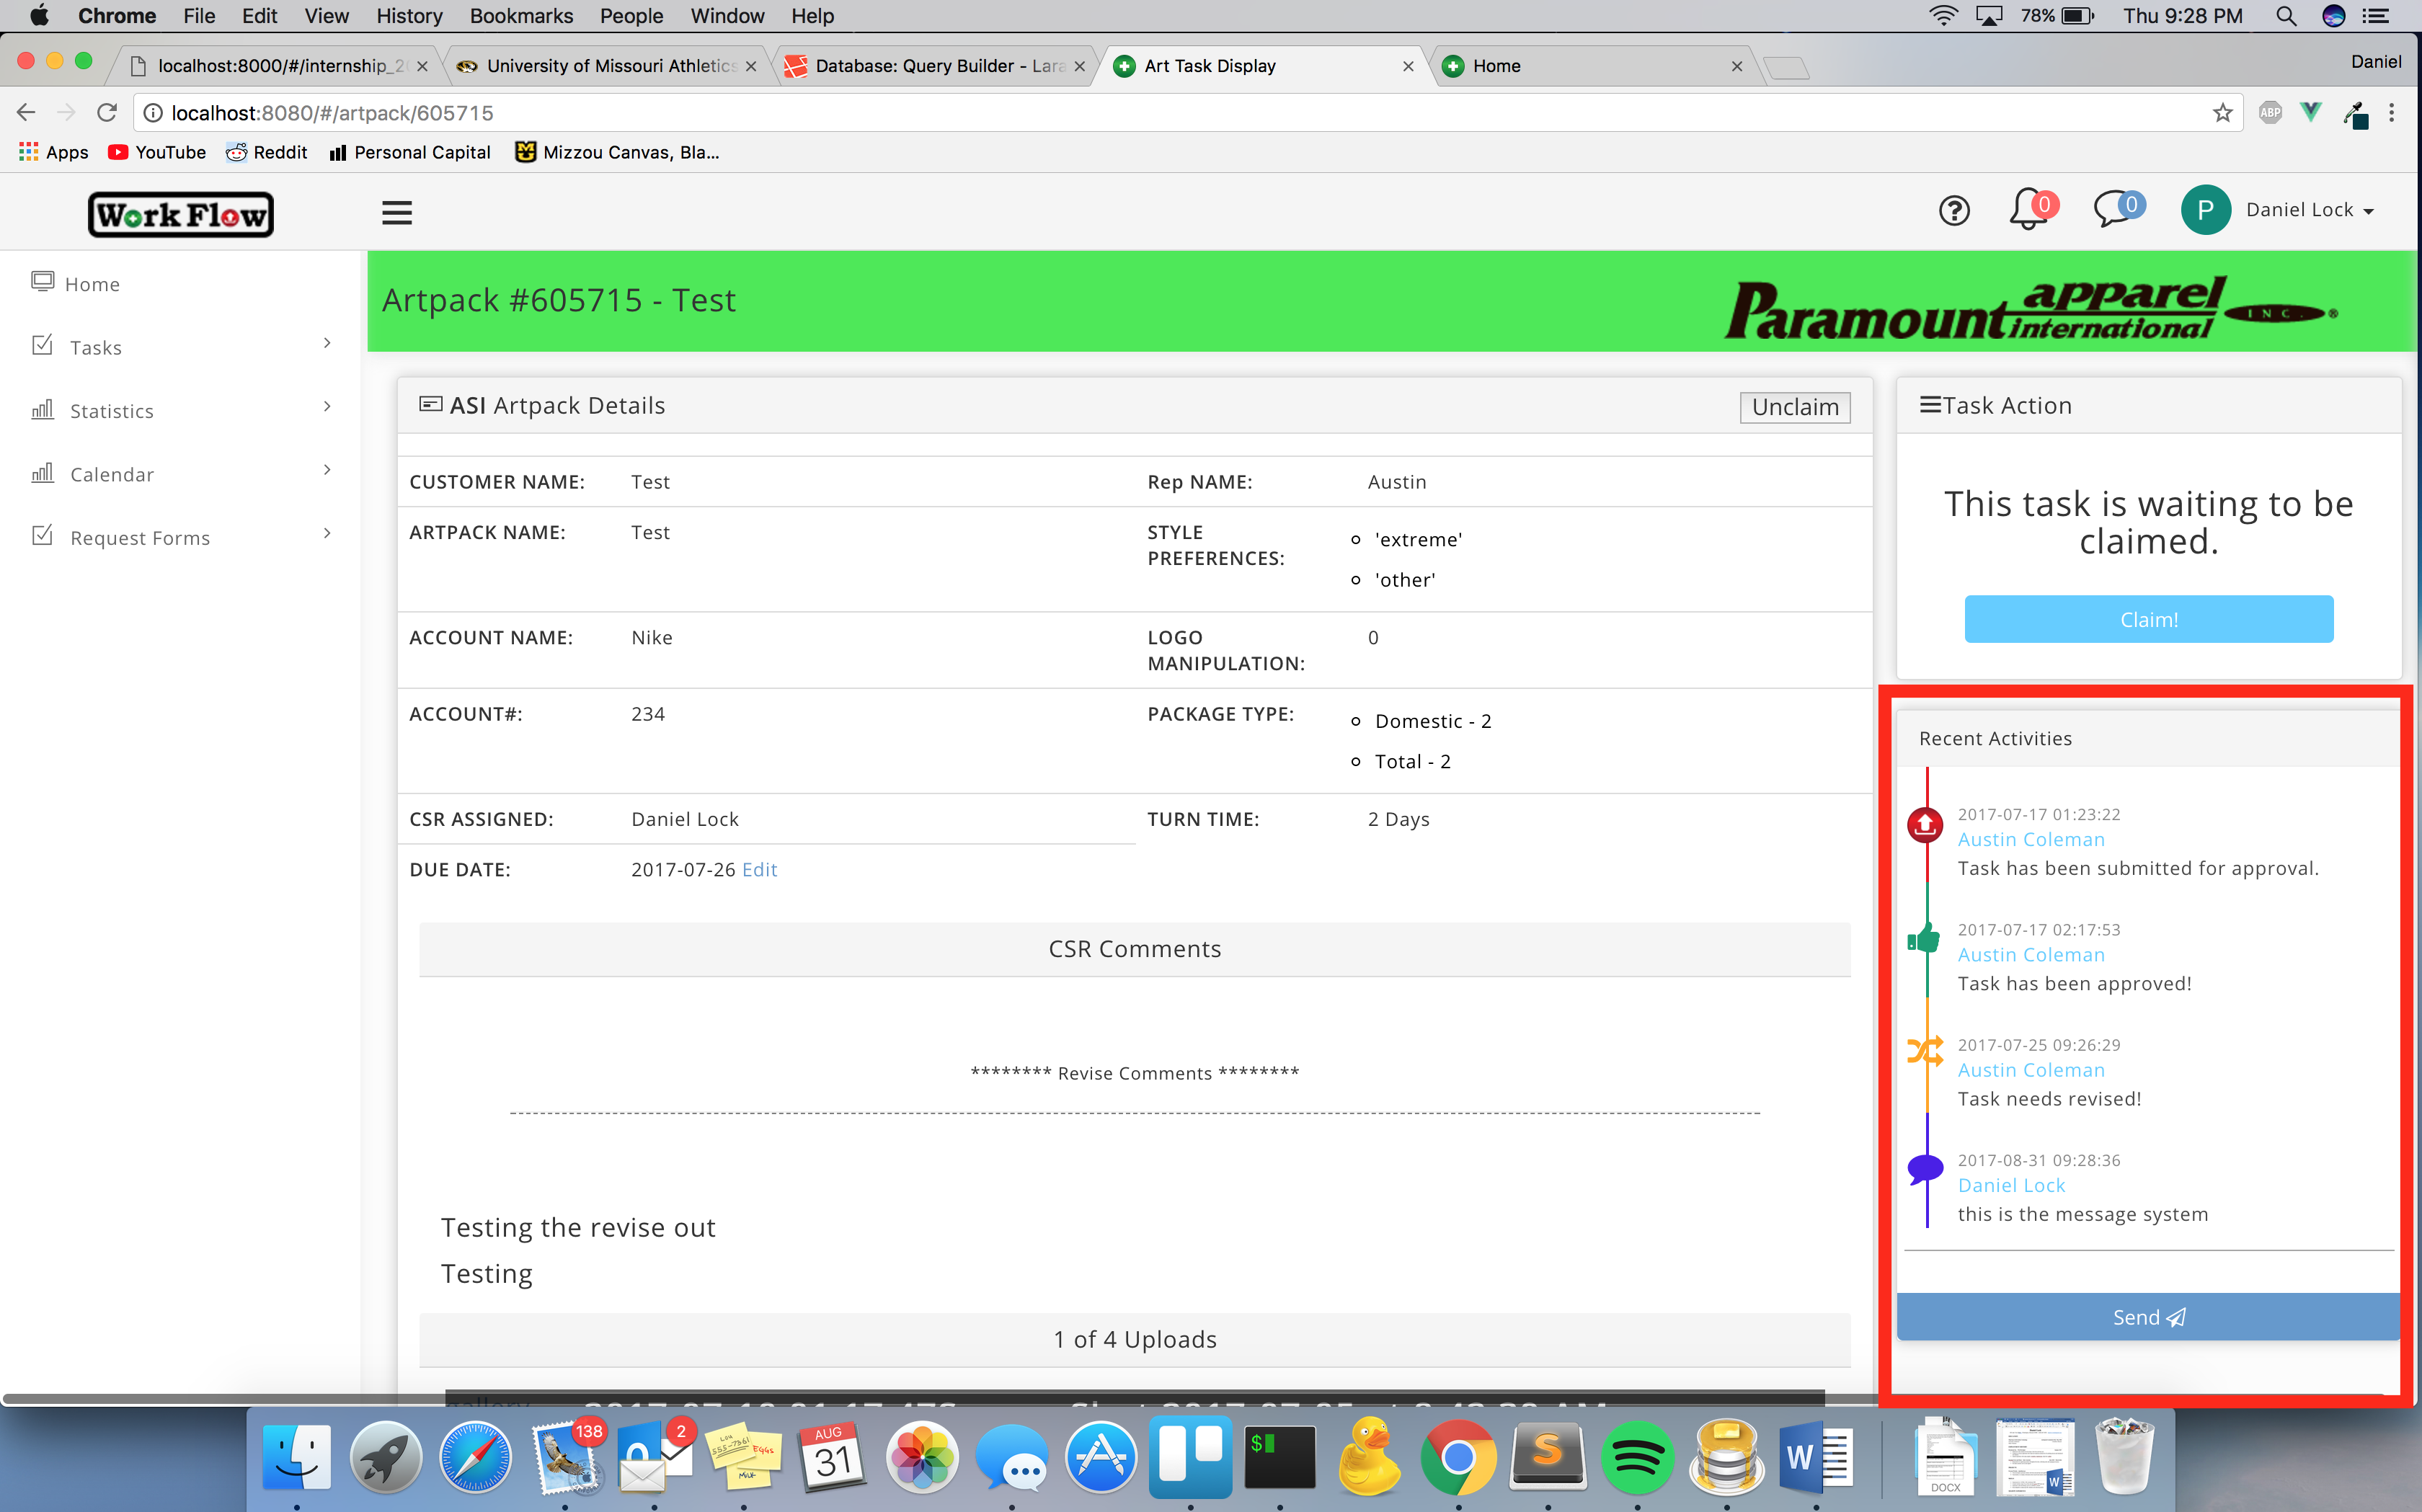 Chrome File Edit View History Bookmarks People Window Help 78% Thu 9:28 PM
localhost:8000/#/internship_2 University of Missouri Athletics Database: Query Builder - Lara Art Task Display Home Daniel
localhost:8080/#/artpack/605715 ABP
Apps YouTube Reddit Personal Capital Mizzou Canvas, Bla...
Work Flow 0 0 P Daniel Lock
Home
Tasks
Statistics
Calendar
Request Forms
Artpack #605715 - Test
Paramount apparel international INC.®
ASI Artpack Details Unclaim
CUSTOMER NAME: Test Rep NAME: Austin
ARTPACK NAME: Test STYLE PREFERENCES:
'extreme'
'other'
ACCOUNT NAME: Nike LOGO MANIPULATION: 0
ACCOUNT#: 234 PACKAGE TYPE:
Domestic - 2
Total - 2
CSR ASSIGNED: Daniel Lock TURN TIME: 2 Days
DUE DATE: 2017-07-26 Edit
CSR Comments
******** Revise Comments ********
Testing the revise out
Testing
1 of 4 Uploads
Task Action
This task is waiting to be
claimed.
Claim!
Recent Activities
2017-07-17 01:23:22
Austin Coleman
Task has been submitted for approval.
2017-07-17 02:17:53
Austin Coleman
Task has been approved!
2017-07-25 09:26:29
Austin Coleman
Task needs revised!
2017-08-31 09:28:36
Daniel Lock
this is the message system
Send
138
2
EGGS
MILK
AUG
31
$
S
W
DOCX
W